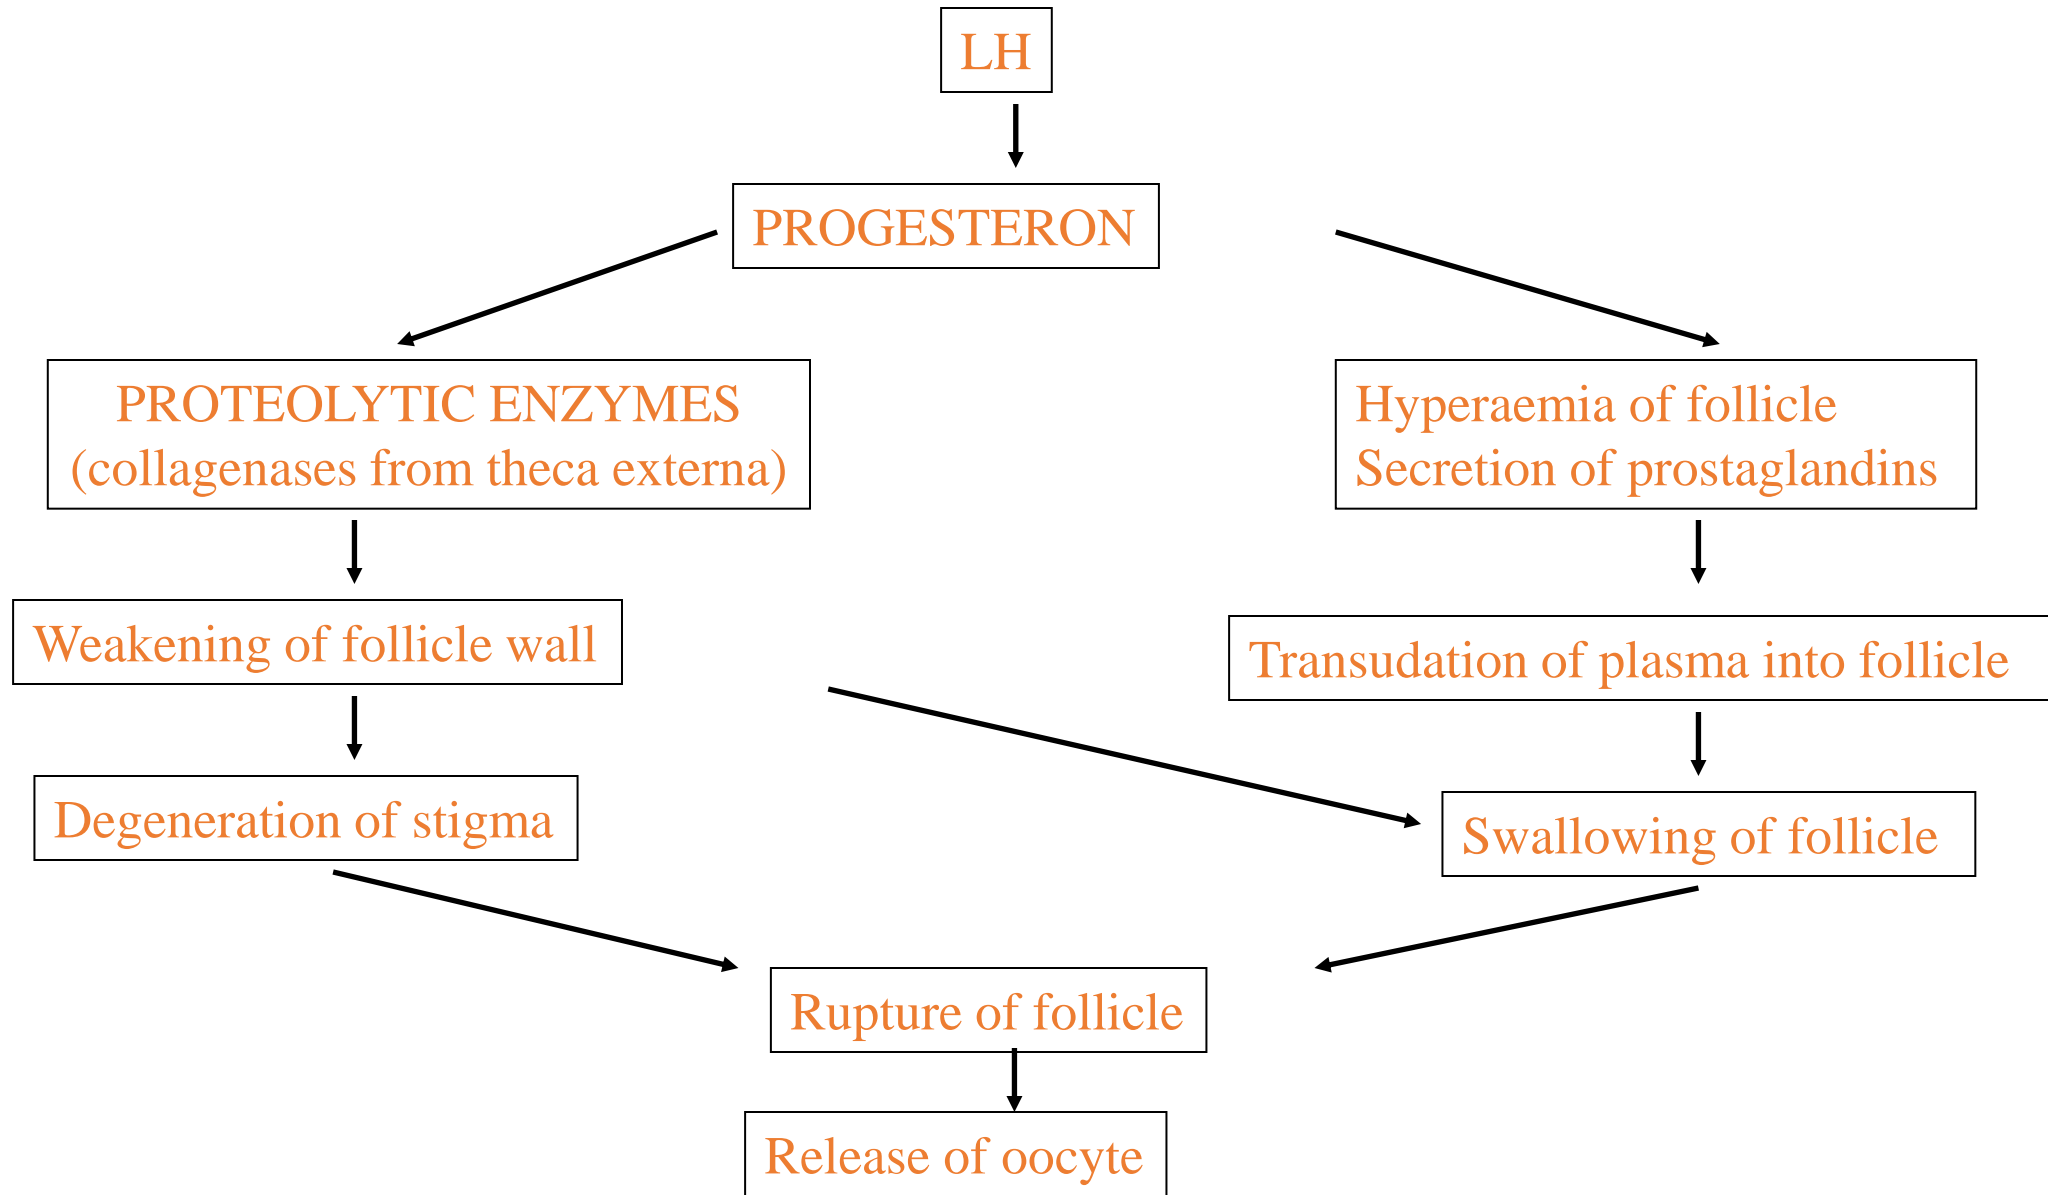 LH
PROGESTERON
PROTEOLYTIC ENZYMES
(collagenases from theca externa)
Hyperaemia of follicle
Secretion of prostaglandins
Weakening of follicle wall
Transudation of plasma into follicle
Degeneration of stigma
Swallowing of follicle
Rupture of follicle
Release of oocyte